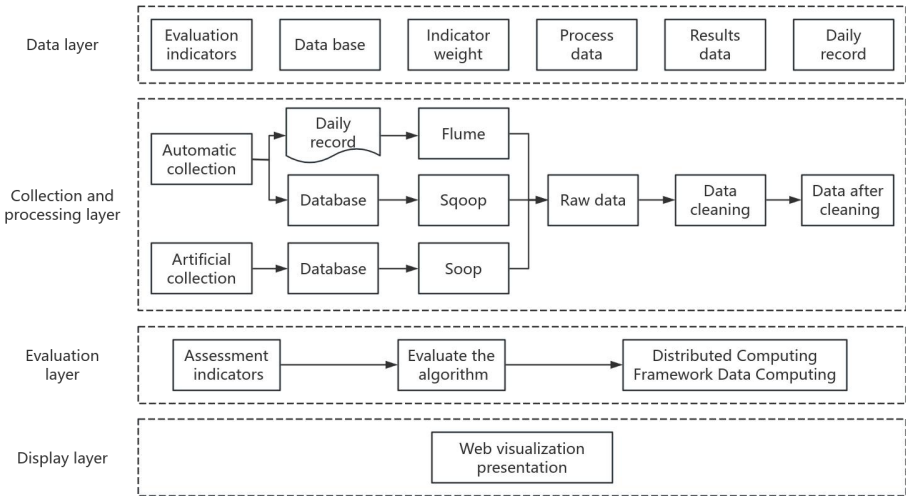 Data layer
Evaluation
indicators
Data base
Indicator
weight
Process
data
Results
data
Daily
record
Collection and
processing layer
Automatic
collection
Daily
record
Flume
Database
Sqoop
Raw data
Data
cleaning
Data after
cleaning
Artificial
collection
Database
Soop
Evaluation
layer
Assessment
indicators
Evaluate the
algorithm
Distributed Computing
Framework Data Computing
Display layer
Web visualization
presentation